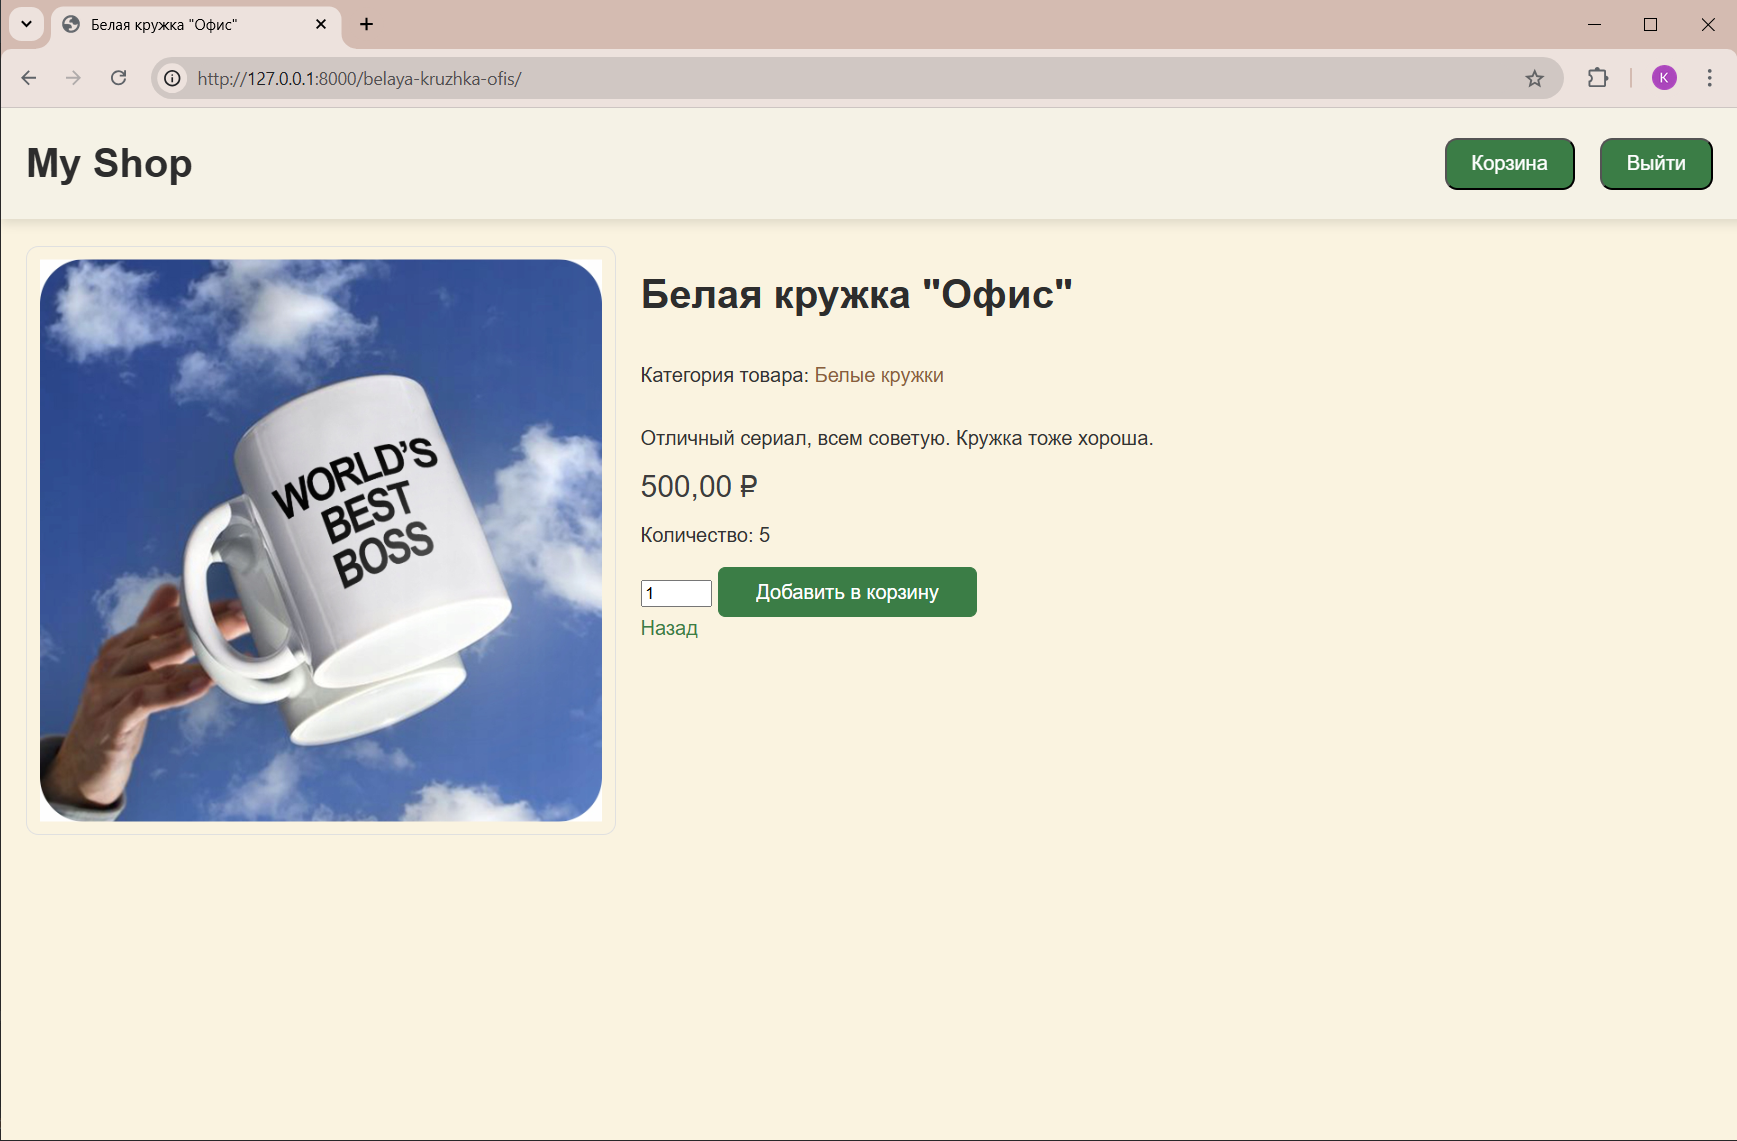 Белая кружка "Офис"
http://127.0.0.1:8000/belaya-kruzhka-ofis/
K
My Shop
Корзина
Выйти
WORLD'S
BEST
BOSS
Белая кружка "Офис"
Категория товара: Белые кружки
Отличный сериал, всем советую. Кружка тоже хороша.
500,00 ₽
Количество: 5
1
Добавить в корзину
Назад